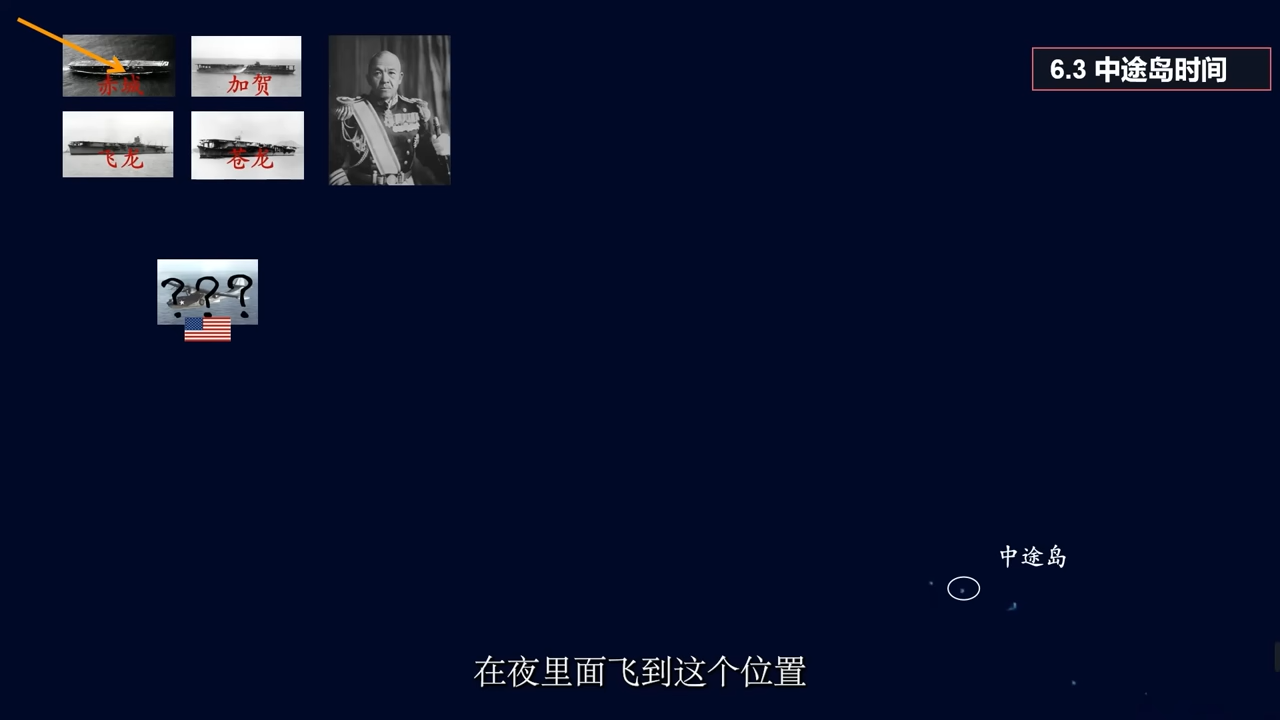 赤城
加贺
飞龙
苍龙
6.3 中途岛时间
???
中途岛
在夜里面飞到这个位置